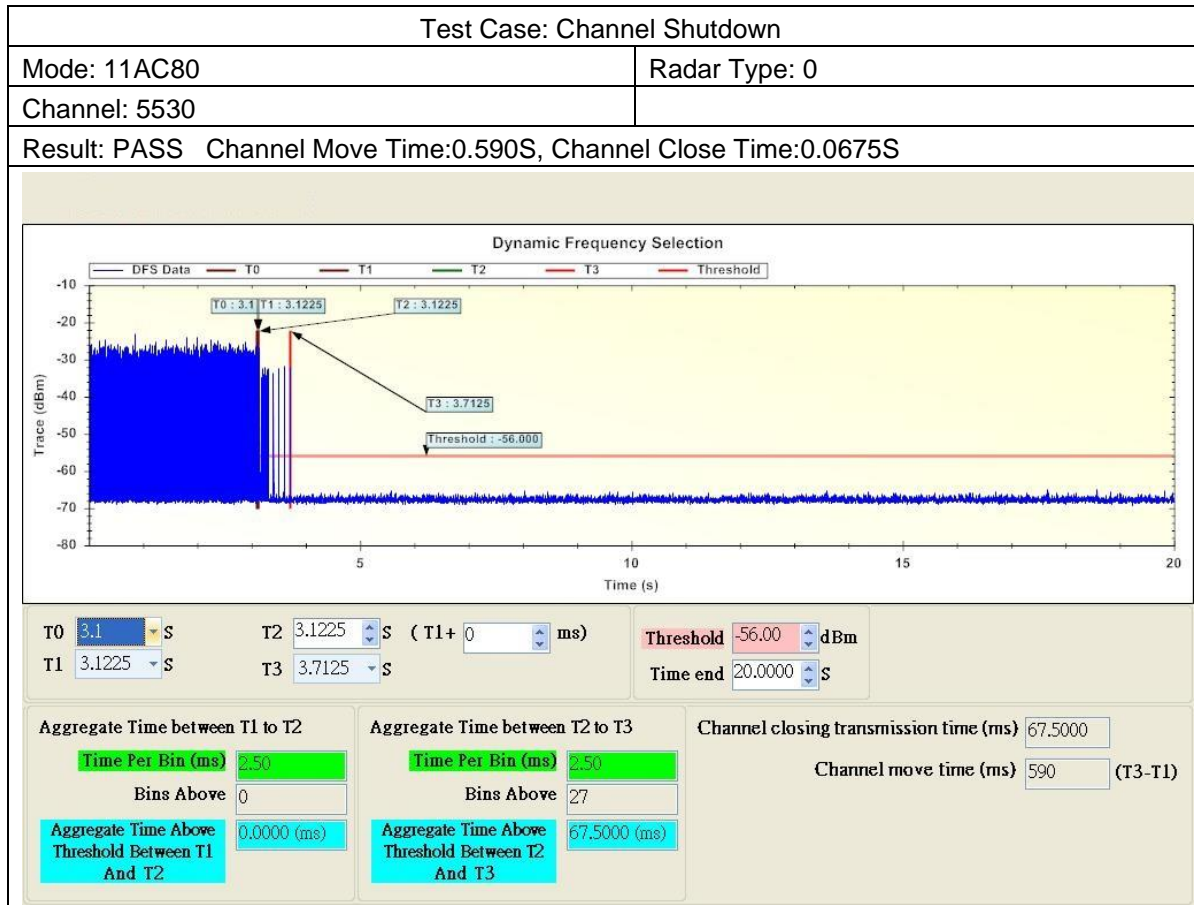 Test Case: Channel Shutdown
Mode: 11AC80
Radar Type: 0
Channel: 5530
Result: PASS   Channel Move Time:0.590S, Channel Close Time:0.0675S
Dynamic Frequency Selection
DFS Data T0 T1 T2 T3 Threshold
T0 : 3.1
T1 : 3.1225
T2 : 3.1225
T3 : 3.7125
Threshold : -56.000
Trace (dBm)
-10
-20
-30
-40
-50
-60
-70
-80
5 10 15 20
Time (s)
T0 3.1 S T2 3.1225 S ( T1+ 0 ms)
T1 3.1225 S T3 3.7125 S
Threshold -56.00 dBm
Time end 20.0000 S
Aggregate Time between T1 to T2
Time Per Bin (ms) 2.50
Bins Above 0
Aggregate Time Above
Threshold Between T1
And T2
0.0000 (ms)
Aggregate Time between T2 to T3
Time Per Bin (ms) 2.50
Bins Above 27
Aggregate Time Above
Threshold Between T2
And T3
67.5000 (ms)
Channel closing transmission time (ms) 67.5000
Channel move time (ms) 590 (T3-T1)